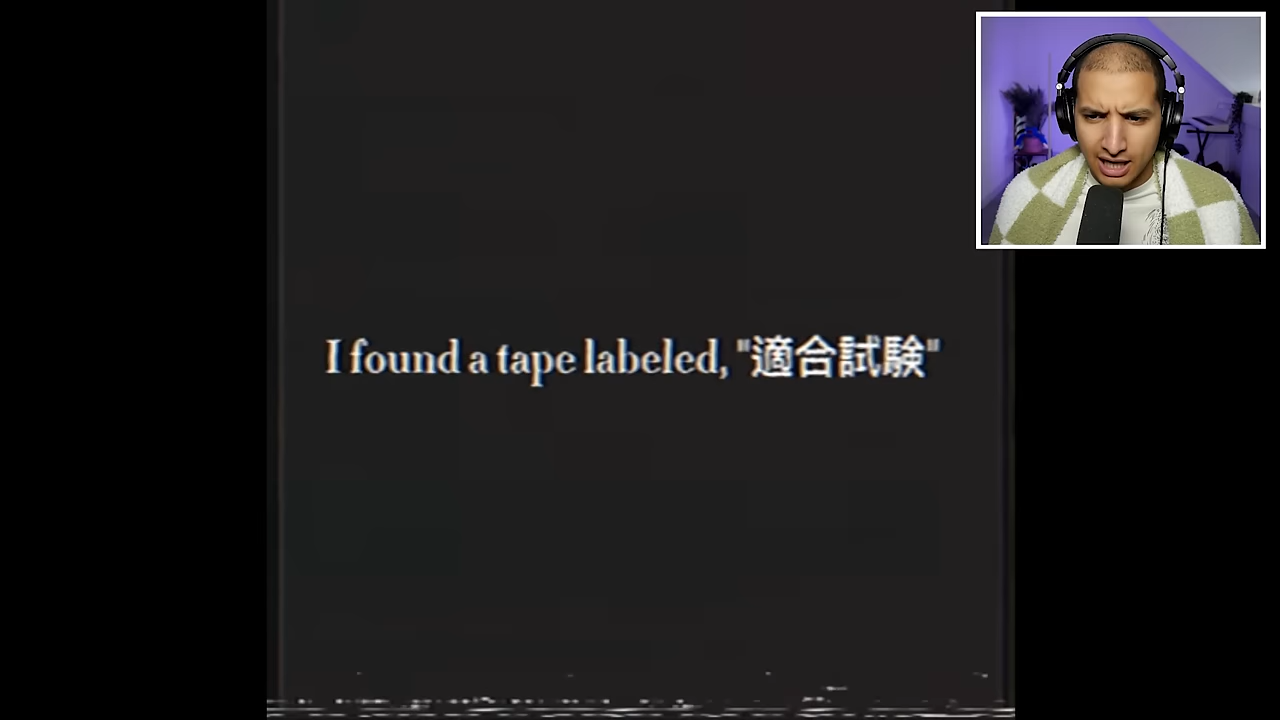 I found a tape labeled, "適合試験"